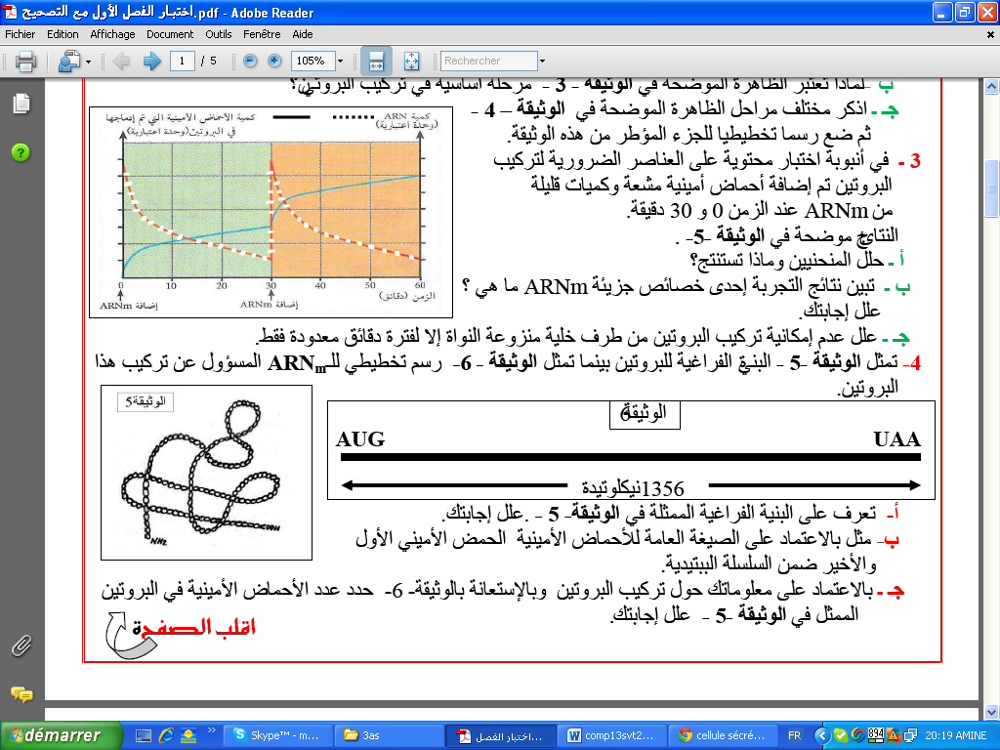 اختبار الفصل الأول مع التصحيح.pdf - Adobe Reader
Fichier Edition Affichage Document Outils Fenêtre Aide
1 / 5 105% Rechercher
ب -لماذا تعتبر الظاهرة الموضحة في الوثيقة - 3 - مرحلة أساسية في تركيب البروتين؟
جـ - اذكر مختلف مراحل الظاهرة الموضحة في الوثيقة – 4 -
ثم ضع رسما تخطيطيا للجزء المؤطر من هذه الوثيقة.
3 - في أنبوبة اختبار محتوية على العناصر الضرورية لتركيب
البروتين تم إضافة أحماض أمينية مشعة وكميات قليلة
من ARNm عند الزمن 0 و 30 دقيقة.
النتائج موضحة في الوثيقة -5- .
أ - حلل المنحنيين وماذا تستنتج؟
ب - تبين نتائج التجربة إحدى خصائص جزيئة ARNm ما هي ؟
علل إجابتك.
كمية ARN
(وحدة اعتبارية)
كمية الأحماض الأمينية التي تم إدماجها
في البروتين (وحدة اعتبارية)
0 10 20 30 40 50 60
إضافة ARNm
إضافة ARNm
الزمن (دقائق)
جـ - علل عدم إمكانية تركيب البروتين من طرف خلية منزوعة النواة إلا لفترة دقائق معدودة فقط.
4- تمثل الوثيقة -5 - البنية الفراغية للبروتين بينما تمثل الوثيقة - 6- رسم تخطيطي للـARNm المسؤول عن تركيب هذا
البروتين.
الوثيقة6
AUG UAA
1356نيكلوتيدة
الوثيقة5
NH2 COOH
أ- تعرف على البنية الفراغية الممثلة في الوثيقة- 5 - .علل إجابتك.
ب- مثل بالاعتماد على الصيغة العامة للأحماض الأمينية الحمض الأميني الأول
والأخير ضمن السلسلة الببتيدية.
جـ - بالاعتماد على معلوماتك حول تركيب البروتين وبالإستعانة بالوثيقة- 6- حدد عدد الأحماض الأمينية في البروتين
الممثل في الوثيقة -5 - علل إجابتك.
اقلب الصفحة
démarrer Skype™ - m... 3as اختبار الفصل... comp13svt2... cellule sécré... FR 894 20:19 AMINE